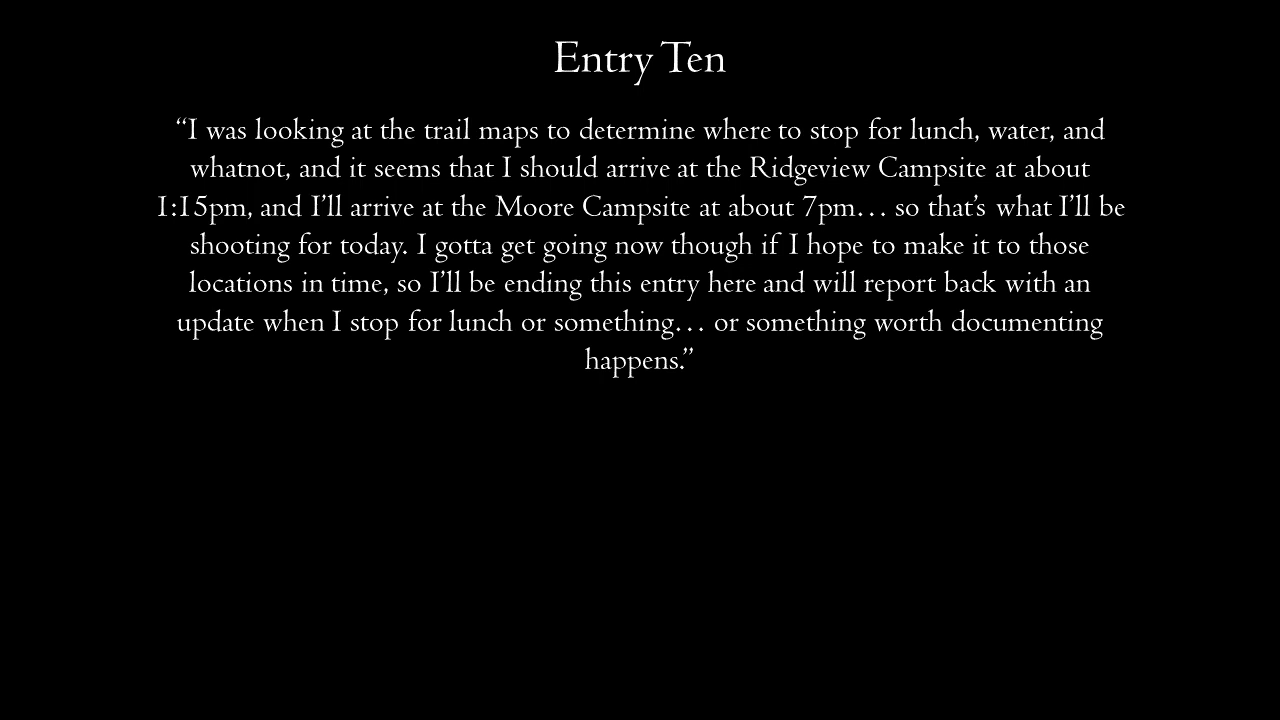 Entry Ten
“I was looking at the trail maps to determine where to stop for lunch, water, and
whatnot, and it seems that I should arrive at the Ridgeview Campsite at about
1:15pm, and I’ll arrive at the Moore Campsite at about 7pm… so that’s what I’ll be
shooting for today. I gotta get going now though if I hope to make it to those
locations in time, so I’ll be ending this entry here and will report back with an
update when I stop for lunch or something… or something worth documenting
happens.”